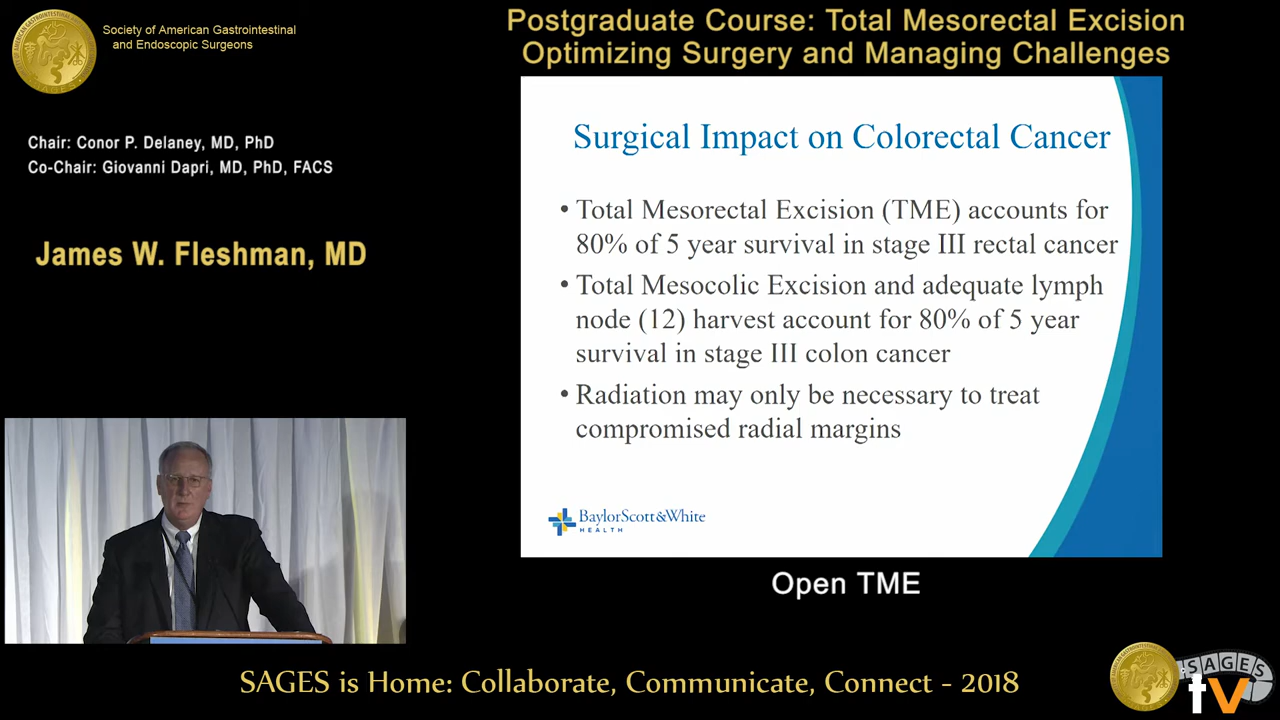 Society of American Gastrointestinal
and Endoscopic Surgeons
Postgraduate Course: Total Mesorectal Excision
Optimizing Surgery and Managing Challenges
Chair: Conor P. Delaney, MD, PhD
Co-Chair: Giovanni Dapri, MD, PhD, FACS
James W. Fleshman, MD
Surgical Impact on Colorectal Cancer
• Total Mesorectal Excision (TME) accounts for
80% of 5 year survival in stage III rectal cancer
• Total Mesocolic Excision and adequate lymph
node (12) harvest account for 80% of 5 year
survival in stage III colon cancer
• Radiation may only be necessary to treat
compromised radial margins
BaylorScott&White
HEALTH
Open TME
SAGES is Home: Collaborate, Communicate, Connect - 2018
SAGES
tv